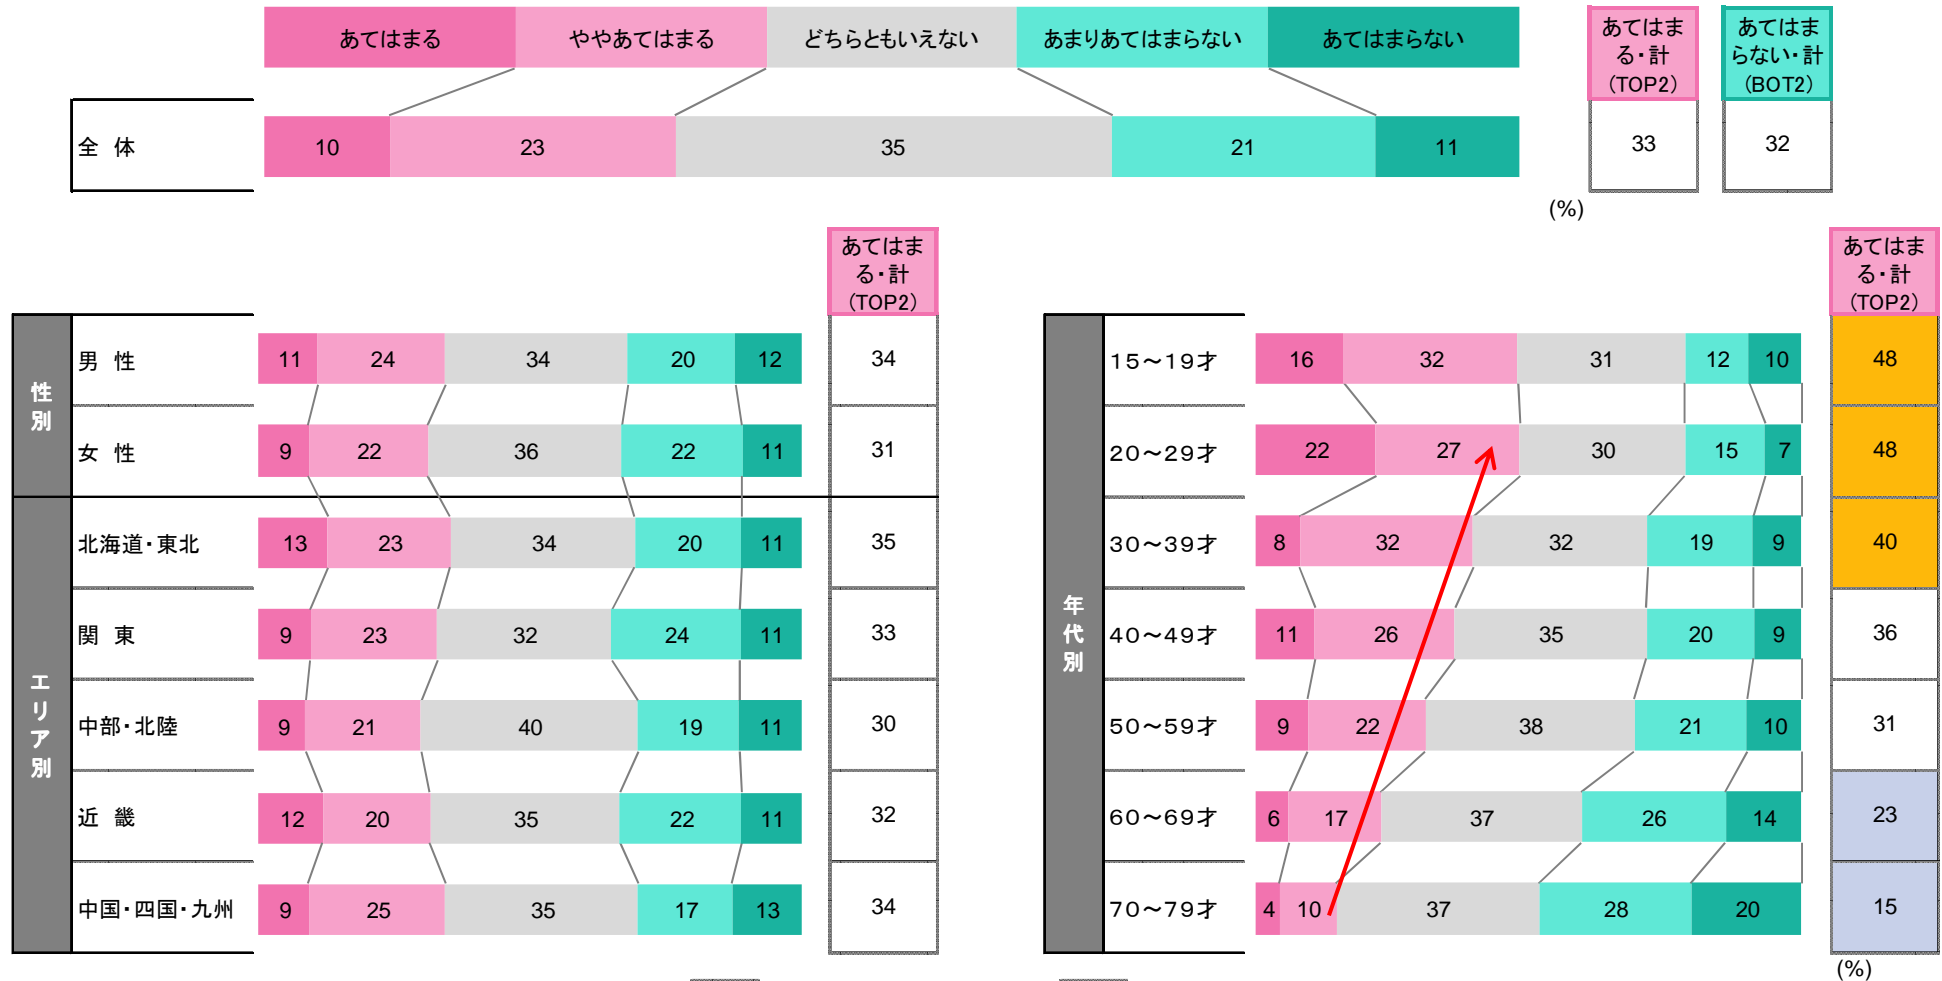 あてはまる ややあてはまる どちらともいえない あまりあてはまらない あてはまらない
あてはま
る・計
(TOP2)
あてはま
らない・計
(BOT2)
全 体 10 23 35 21 11 33 32
(%)
あてはま
る・計
(TOP2)
性別
男 性 11 24 34 20 12 34
女 性 9 22 36 22 11 31
エリア別
北海道・東北 13 23 34 20 11 35
関 東 9 23 32 24 11 33
中部・北陸 9 21 40 19 11 30
近 畿 12 20 35 22 11 32
中国・四国・九州 9 25 35 17 13 34
あてはま
る・計
(TOP2)
年代別
15～19才 16 32 31 12 10 48
20～29才 22 27 30 15 7 48
30～39才 8 32 32 19 9 40
40～49才 11 26 35 20 9 36
50～59才 9 22 38 21 10 31
60～69才 6 17 37 26 14 23
70～79才 4 10 37 28 20 15
(%)